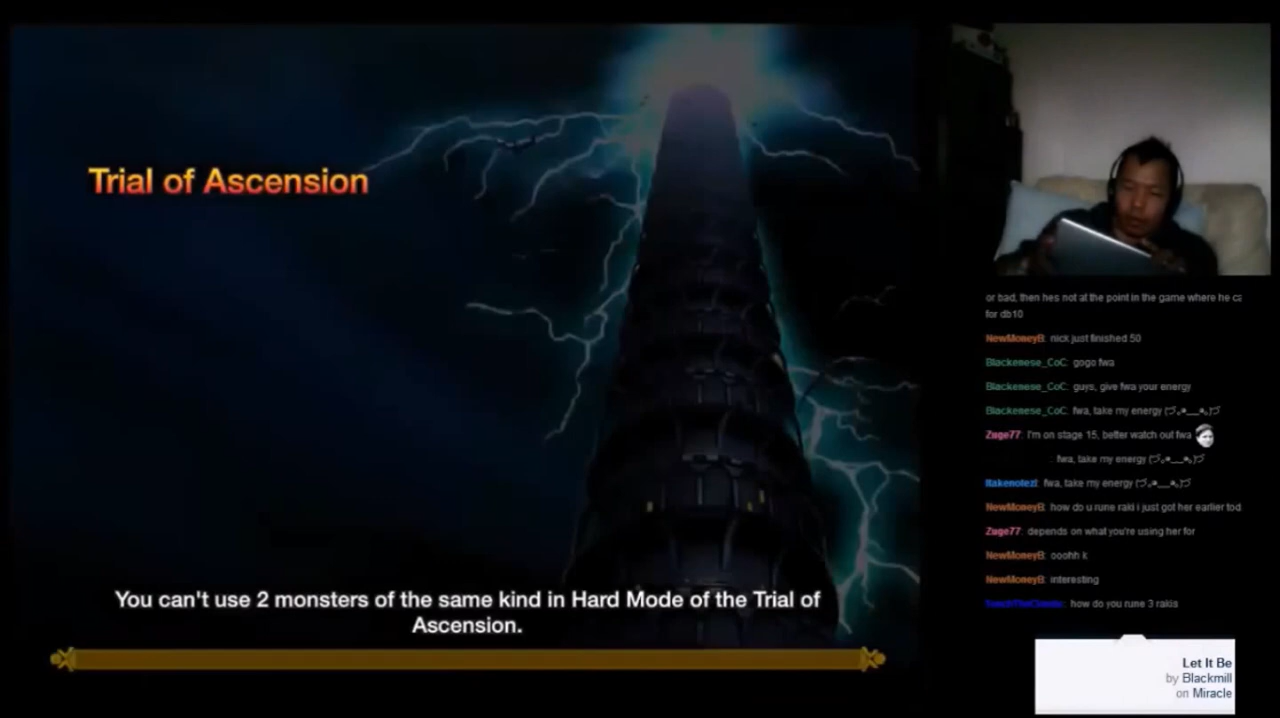 Trial of Ascension
You can't use 2 monsters of the same kind in Hard Mode of the Trial of
Ascension.
or bad, then hes not at the point in the game where he ca
for db10
NewMoneyB: nick just finished 50
Blackenese_CoC: gogo fwa
Blackenese_CoC: guys, give fwa your energy
Blackenese_CoC: fwa, take my energy
Zuge77: I'm on stage 15, better watch out fwa
: fwa, take my energy
fwa, take my energy
NewMoneyB: how do u rune raki i just got her earlier tod
Zuge77: depends on what you're using her for
NewMoneyB: ooohh k
NewMoneyB: interesting
how do you rune 3 rakis
Let It Be
by Blackmill
on Miracle